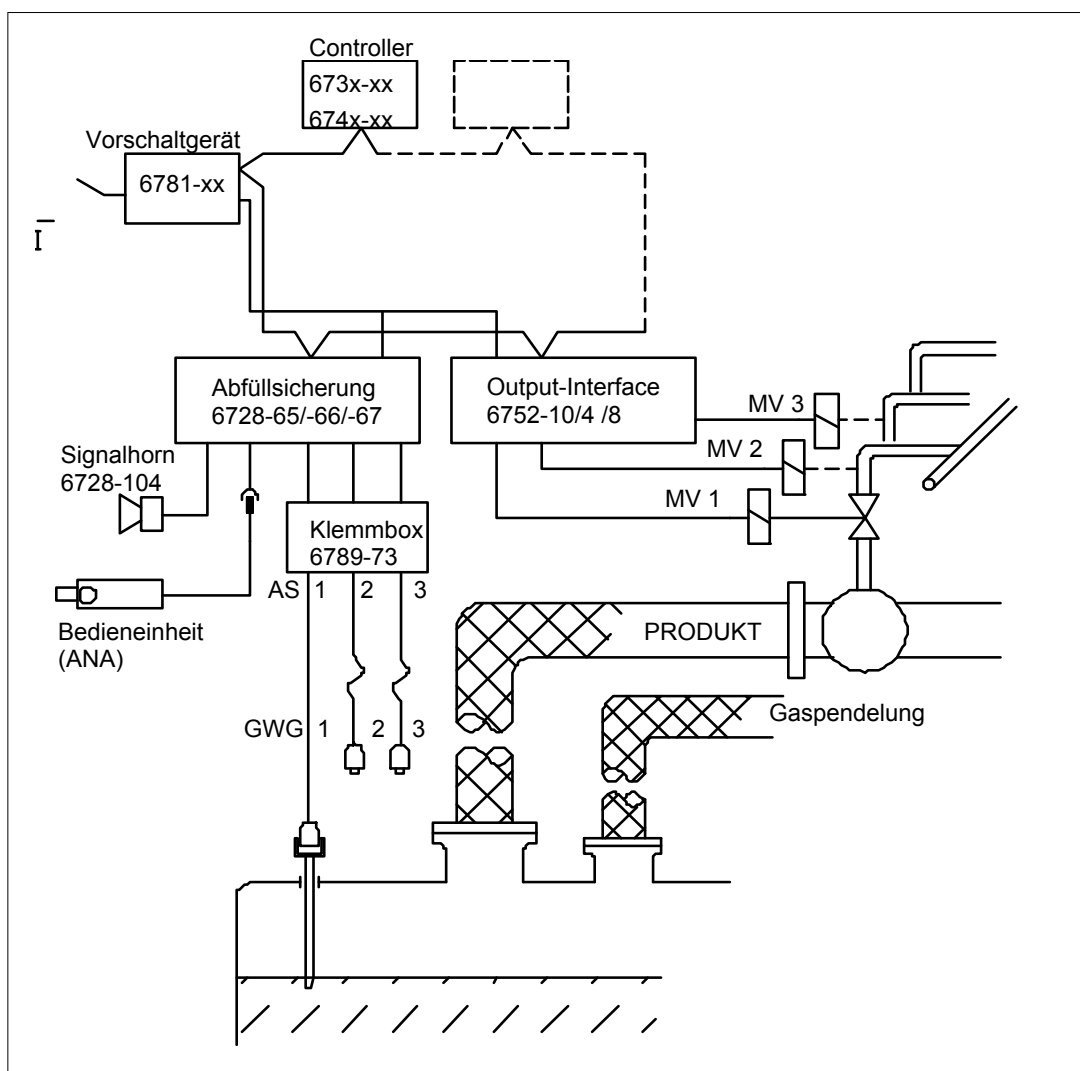 Controller
673x-xx
674x-xx
Vorschaltgerät
6781-xx
I
Abfüllsicherung
6728-65/-66/-67
Output-Interface
6752-10/4 /8
MV 3
MV 2
MV 1
Signalhorn
6728-104
Klemmbox
6789-73
AS 1 2 3
Bedieneinheit
(ANA)
PRODUKT
Gaspendelung
GWG 1 2 3